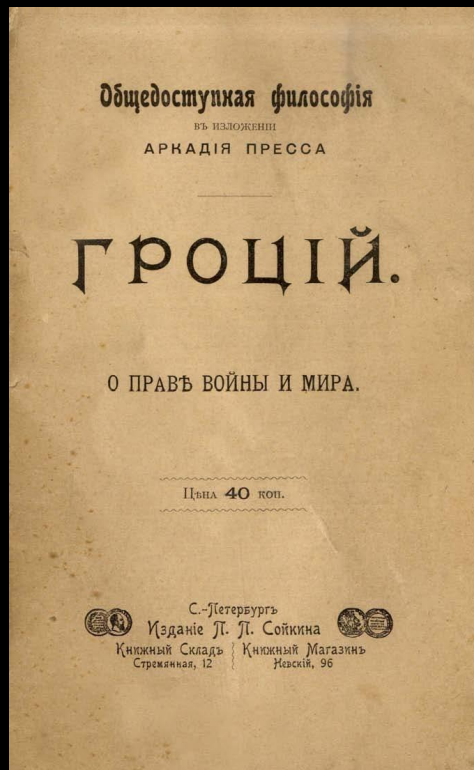 Общедоступная философія
въ изложеніи
АРКАДІЯ ПРЕССА
ГРОЦІЙ.
О ПРАВѢ ВОЙНЫ И МИРА.
Цѣна 40 коп.
С.-Петербургъ
Изданіе П. П. Сойкина
Книжный Складъ Книжный Магазинъ
Стремянная, 12 Невскій, 96